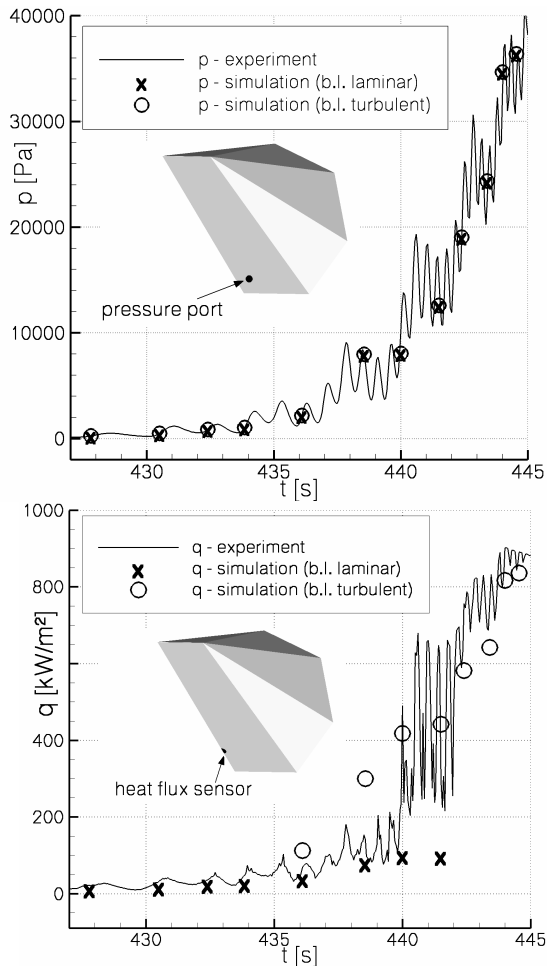 p - experiment
p - simulation (b.l. laminar)
p - simulation (b.l. turbulent)
40000
30000
20000
10000
0
p [Pa]
pressure port
430
435
440
445
t [s]
1000
800
400
200
0
q [kW/m²]
q - experiment
q - simulation (b.l. laminar)
q - simulation (b.l. turbulent)
heat flux sensor
430
435
440
445
t [s]